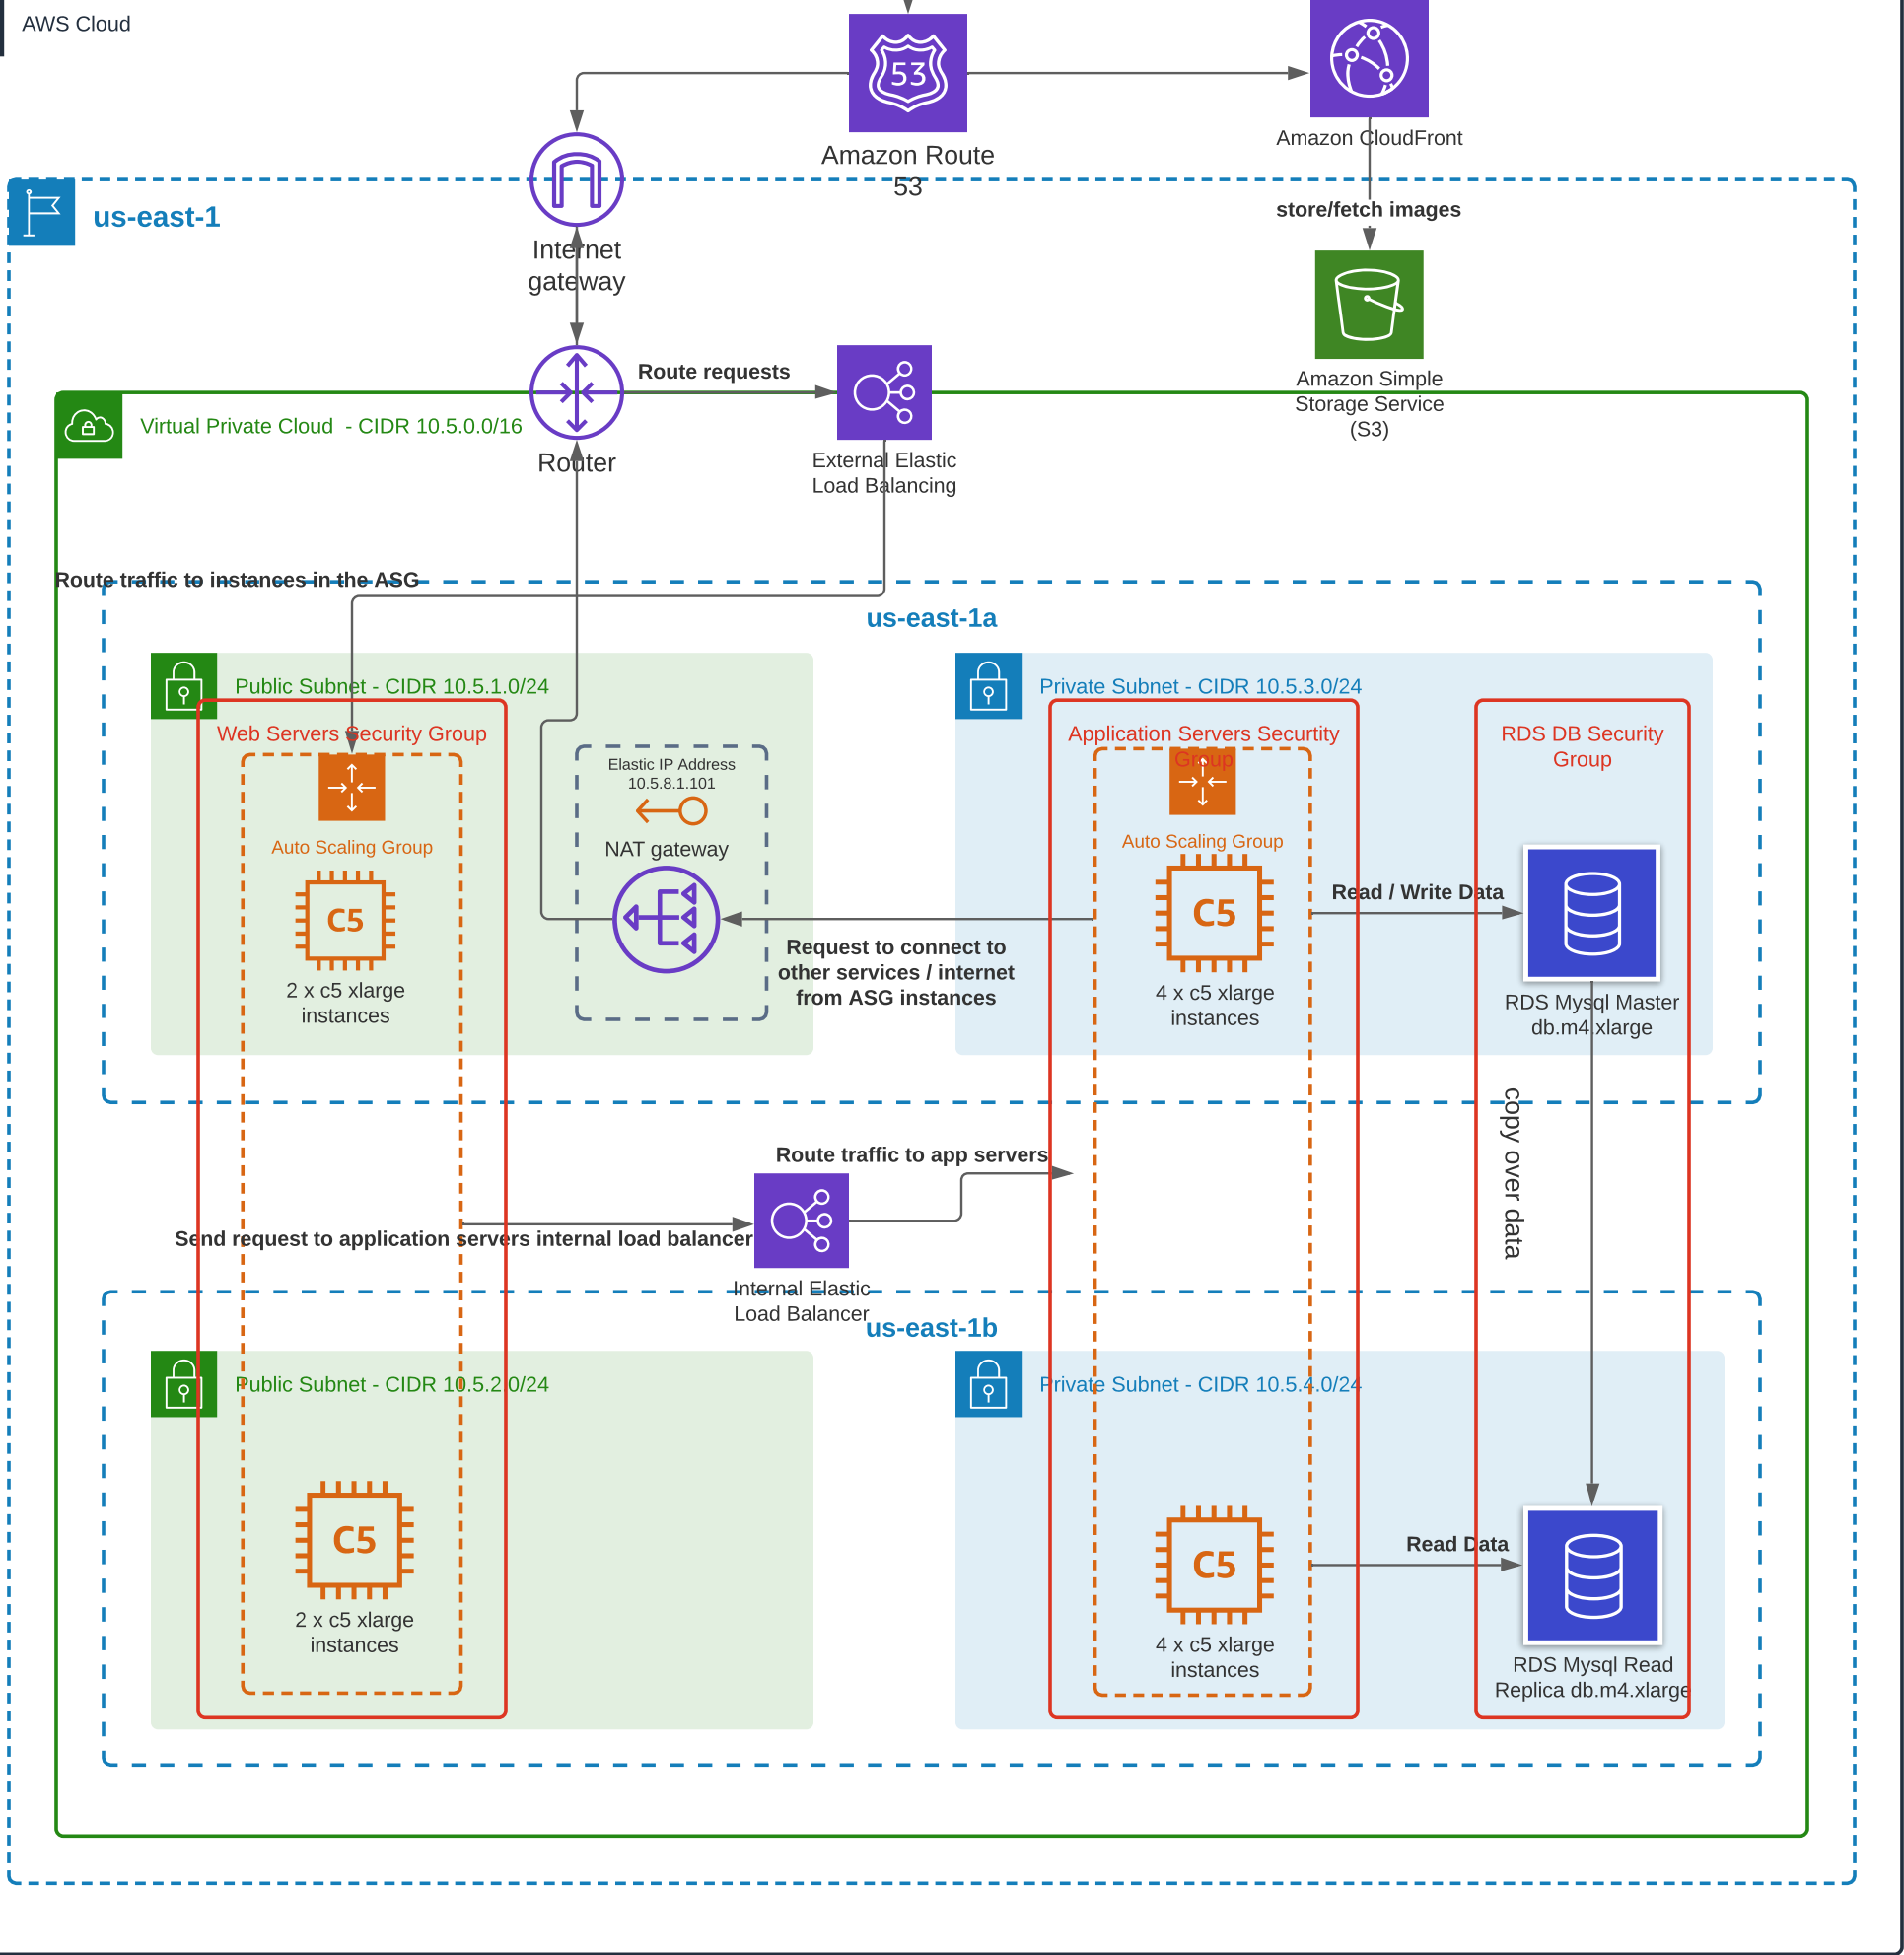 AWS Cloud
53
Amazon Route
53
Amazon CloudFront
store/fetch images
us-east-1
Internet
gateway
Amazon Simple
Storage Service
(S3)
Route requests
Virtual Private Cloud  - CIDR 10.5.0.0/16
Router
External Elastic
Load Balancing
Route traffic to instances in the ASG
us-east-1a
Public Subnet - CIDR 10.5.1.0/24
Web Servers Security Group
Auto Scaling Group
C5
2 x c5 xlarge
instances
Elastic IP Address
10.5.8.1.101
NAT gateway
Request to connect to
other services / internet
from ASG instances
Private Subnet - CIDR 10.5.3.0/24
Application Servers Securtity
Group
Auto Scaling Group
C5
4 x c5 xlarge
instances
Read / Write Data
RDS DB Security
Group
RDS Mysql Master
db.m4.xlarge
copy over data
Route traffic to app servers
Send request to application servers internal load balancer
Internal Elastic
Load Balancer
us-east-1b
Public Subnet - CIDR 10.5.2.0/24
C5
2 x c5 xlarge
instances
Private Subnet - CIDR 10.5.4.0/24
C5
4 x c5 xlarge
instances
Read Data
RDS Mysql Read
Replica db.m4.xlarge